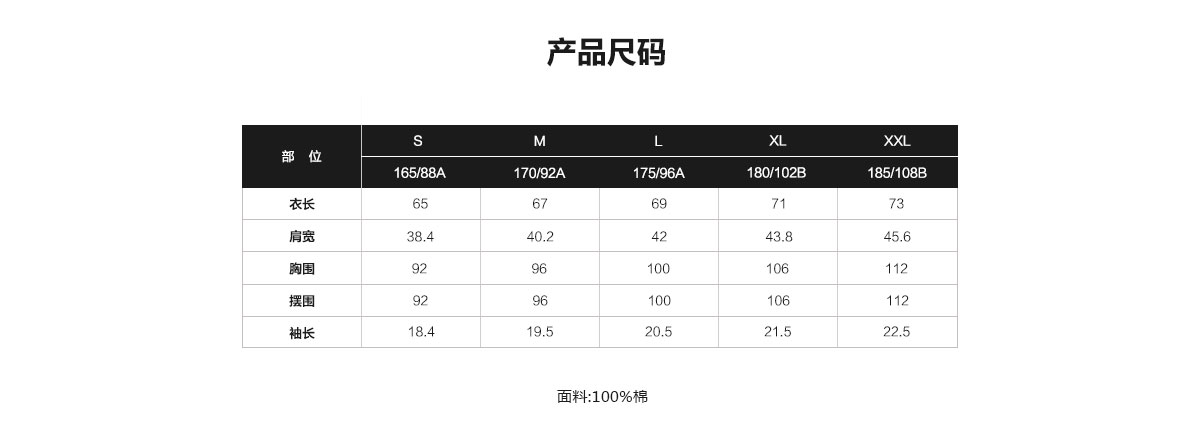 产品尺码
部 位 S M L XL XXL
165/88A 170/92A 175/96A 180/102B 185/108B
衣长 65 67 69 71 73
肩宽 38.4 40.2 42 43.8 45.6
胸围 92 96 100 106 112
摆围 92 96 100 106 112
袖长 18.4 19.5 20.5 21.5 22.5
面料:100%棉